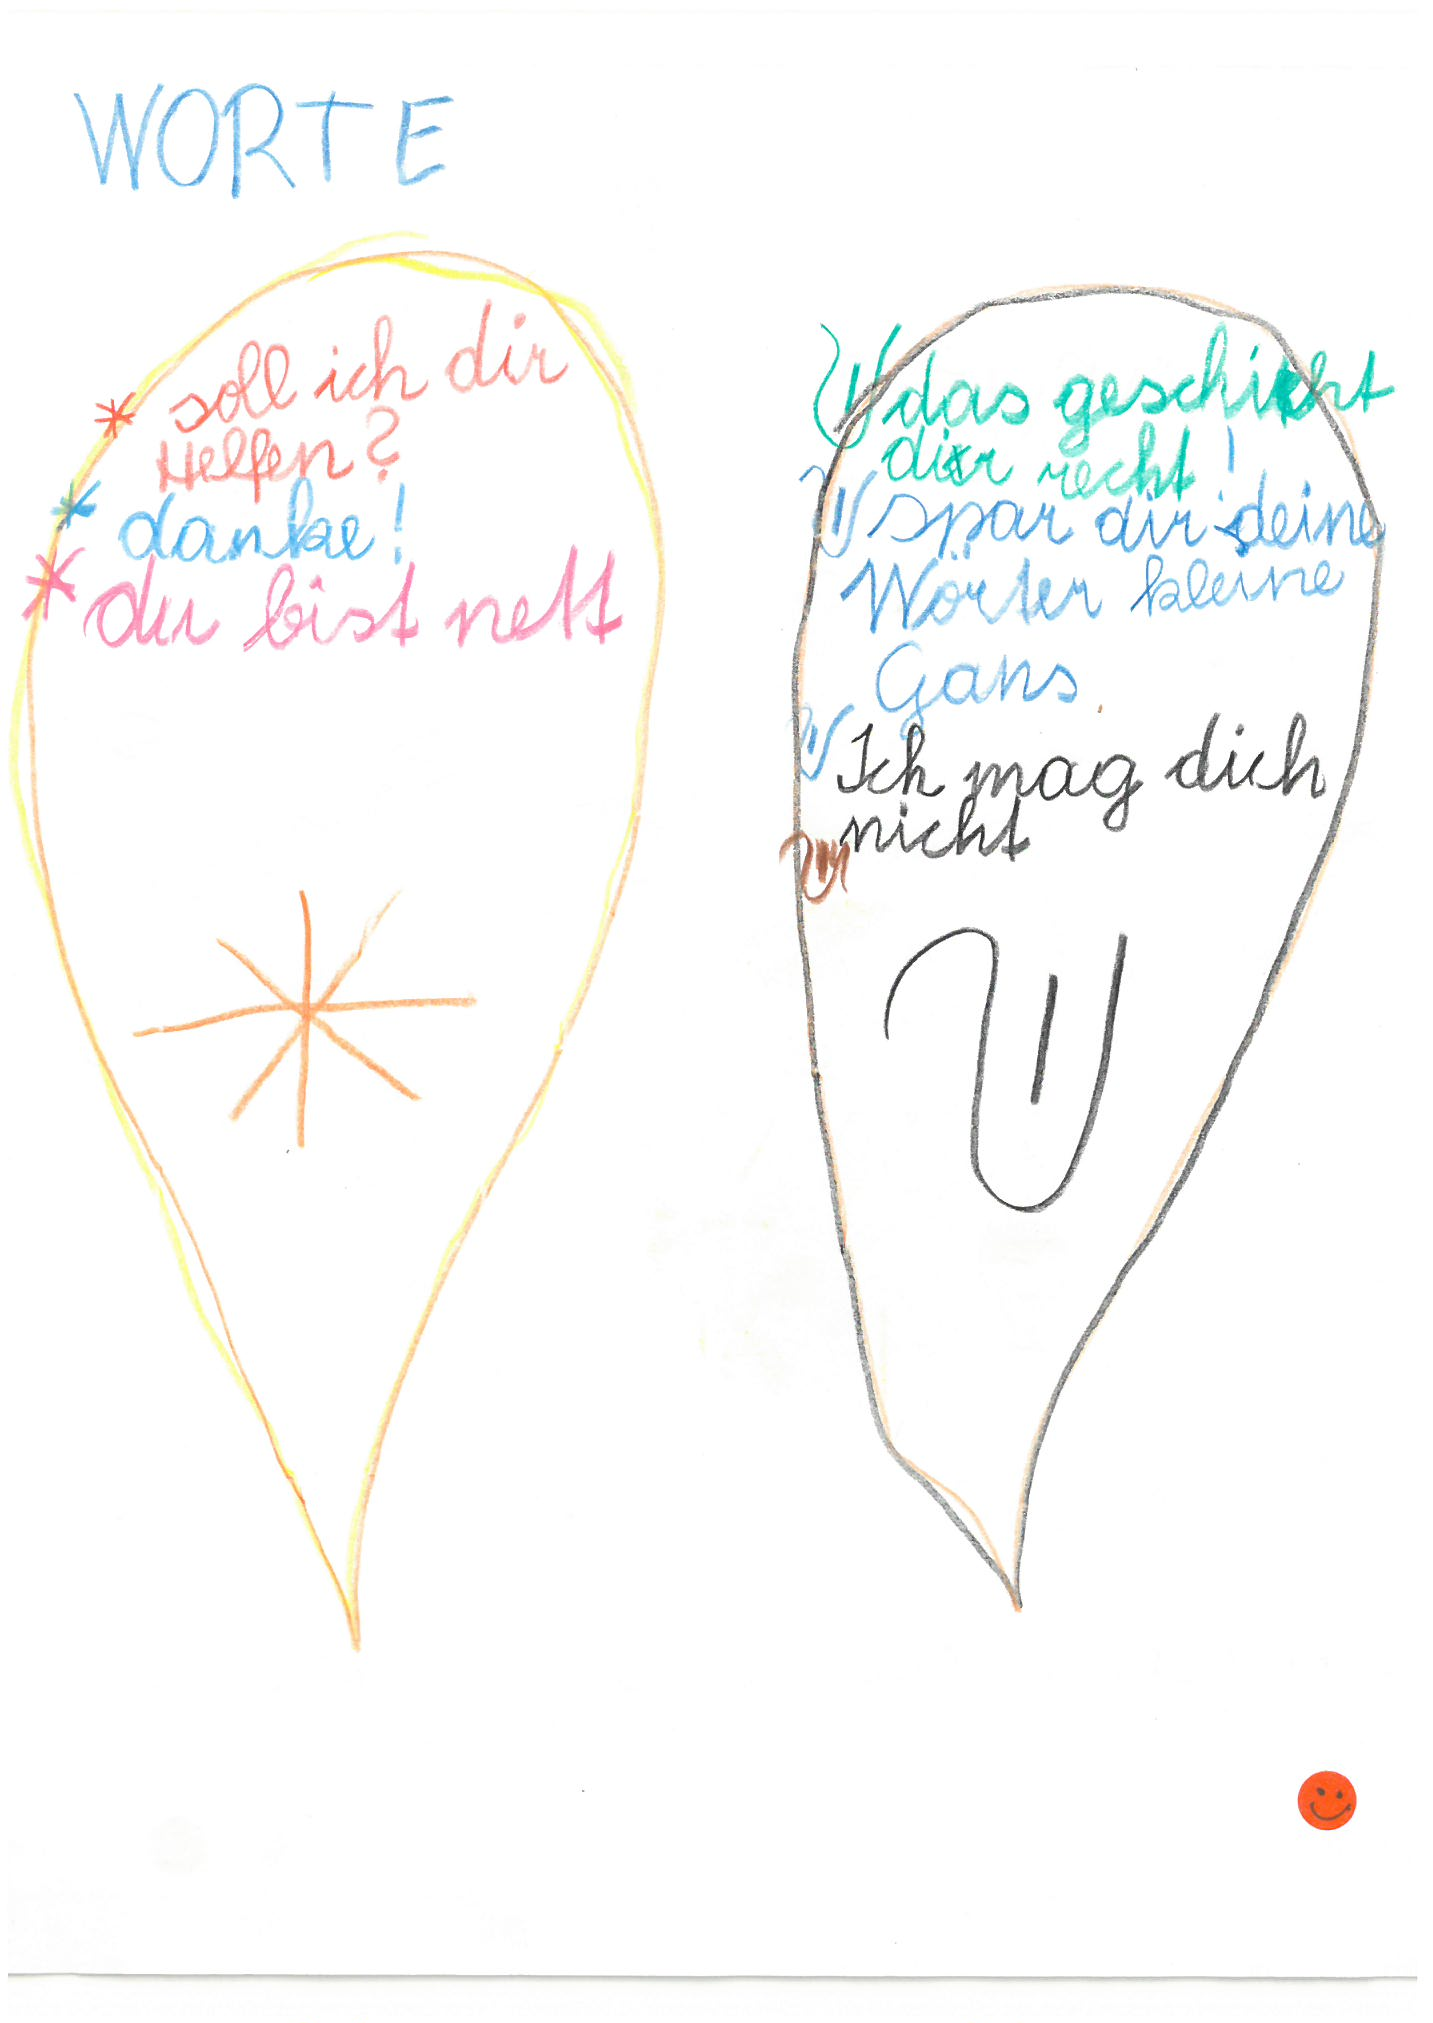 WORTE
soll ich dir
Helfen?
danke!
du bist nett
das geschicht
dir recht!
spar dir deine
Wörter kleine
Gans.
Ich mag dich
nicht